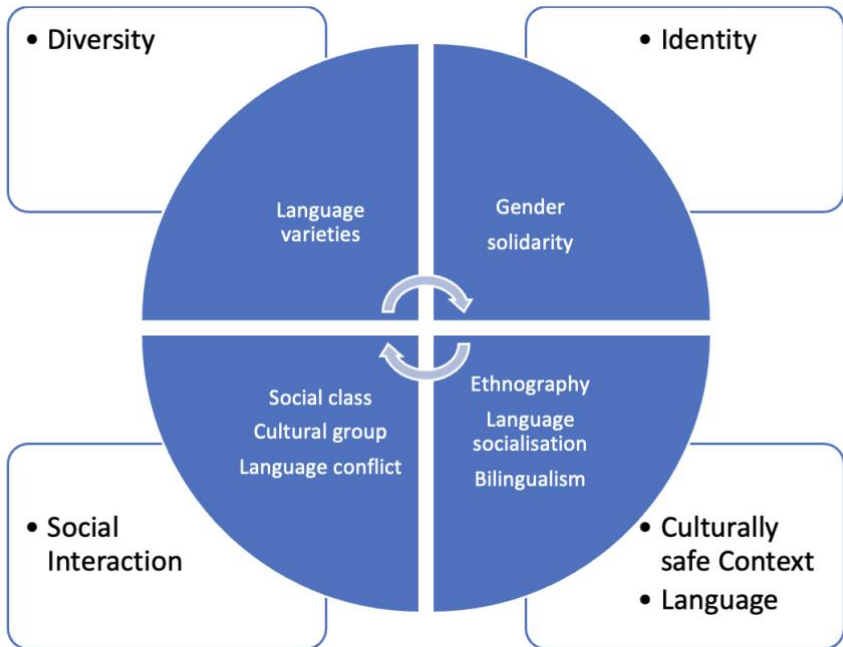 • Diversity
• Identity
Language
varieties
Gender
solidarity
Social class
Cultural group
Language conflict
Ethnography
Language
socialisation
Bilingualism
• Social
Interaction
• Culturally
safe Context
• Language